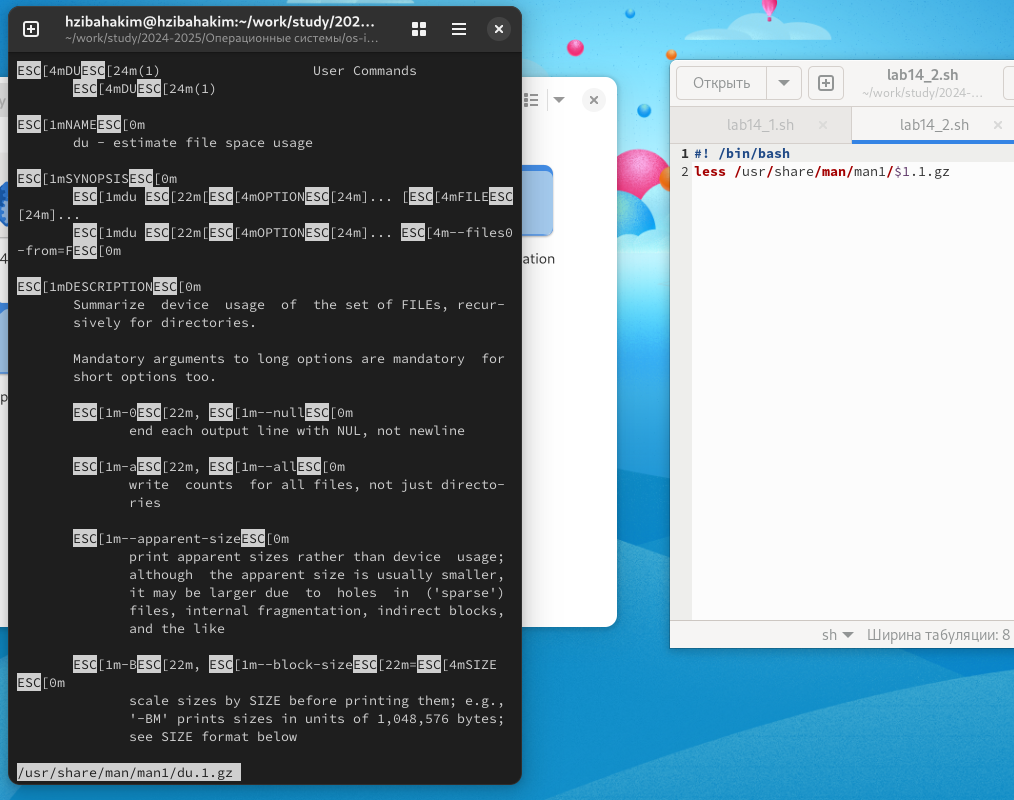 hzibahakim@hzibahakim:~/work/study/202...
~/work/study/2024-2025/Операционные системы/os-i...
ESC[4mDUESC[24m(1) User Commands
ESC[4mDUESC[24m(1)
ESC[1mNAMEESC[0m
du - estimate file space usage
ESC[1mSYNOPSISESC[0m
ESC[1mdu ESC[22m[ESC[4mOPTIONESC[24m]... [ESC[4mFILEESC
[24m]...
ESC[1mdu ESC[22m[ESC[4mOPTIONESC[24m]... ESC[4m--files0
-from=FESC[0m
ESC[1mDESCRIPTIONESC[0m
Summarize device usage of the set of FILEs, recur-
sively for directories.
Mandatory arguments to long options are mandatory for
short options too.
ESC[1m-0ESC[22m, ESC[1m--nullESC[0m
end each output line with NUL, not newline
ESC[1m-aESC[22m, ESC[1m--allESC[0m
write counts for all files, not just directo-
ries
ESC[1m--apparent-sizeESC[0m
print apparent sizes rather than device usage;
although the apparent size is usually smaller,
it may be larger due to holes in ('sparse')
files, internal fragmentation, indirect blocks,
and the like
ESC[1m-BESC[22m, ESC[1m--block-sizeESC[22m=ESC[4mSIZE
ESC[0m
scale sizes by SIZE before printing them; e.g.,
'-BM' prints sizes in units of 1,048,576 bytes;
see SIZE format below
/usr/share/man/man1/du.1.gz
ation
Открыть
lab14_2.sh
~/work/study/2024-...
lab14_1.sh
lab14_2.sh
1 #! /bin/bash
2 less /usr/share/man/man1/$1.1.gz
sh
Ширина табуляции: 8